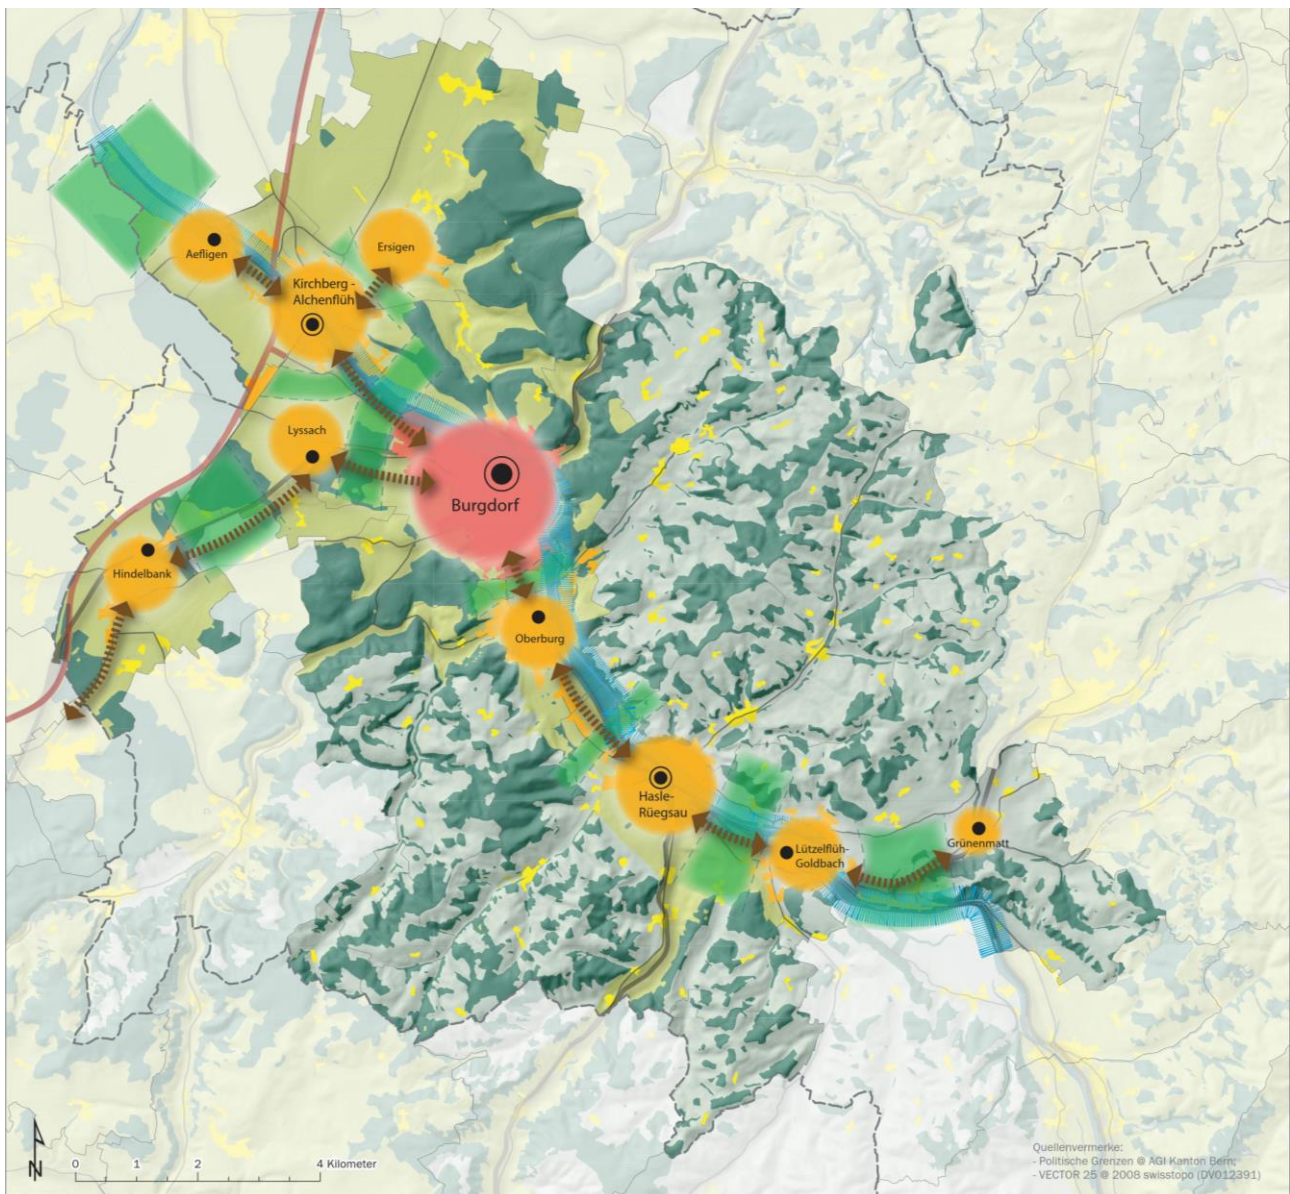 Aefligen
Ersigen
Kirchberg -
Alchenflüh
Lyssach
Burgdorf
Hindelbank
Oberburg
Hasle-
Rüegsau
Lützelflüh-
Goldbach
Grünenmatt
N
0 1 2 4 Kilometer
Quellenvermerke:
- Politische Grenzen @ AGI Kanton Bern;
- VECTOR 25 @ 2008 swisstopo (DV012391)